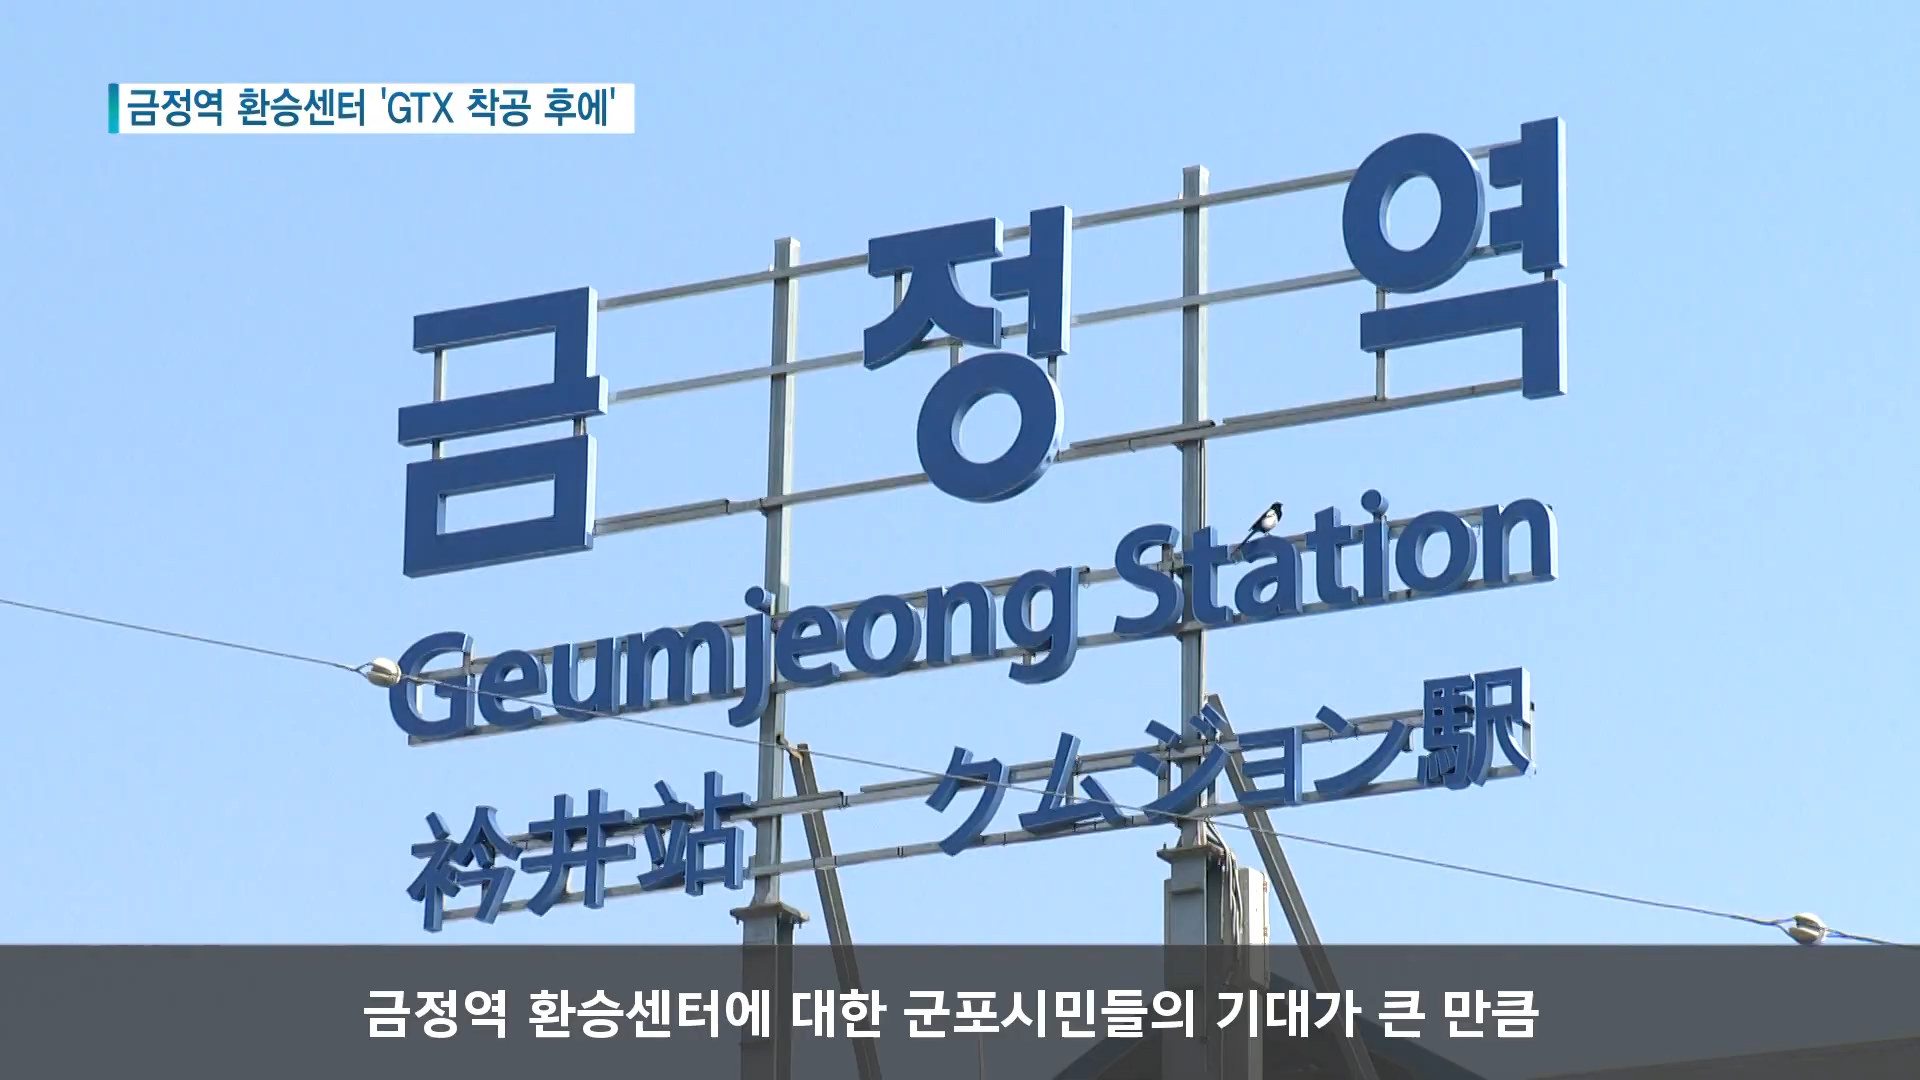 금정역 환승센터 'GTX 착공 후에'
금정역
Geumjeong Station
衿井站 クムジョン駅
금정역 환승센터에 대한 군포시민들의 기대가 큰 만큼